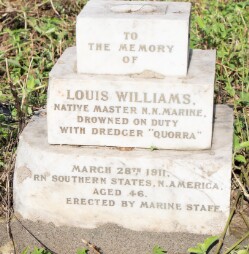 TO
THE MEMORY
OF
LOUIS WILLIAMS.
NATIVE MASTER N.N. MARINE.
DROWNED ON DUTY
WITH DREDGER "QUORRA"
MARCH 28TH 1911.
RN SOUTHERN STATES, N. AMERICA,
AGED 46.
ERECTED BY MARINE STAFF